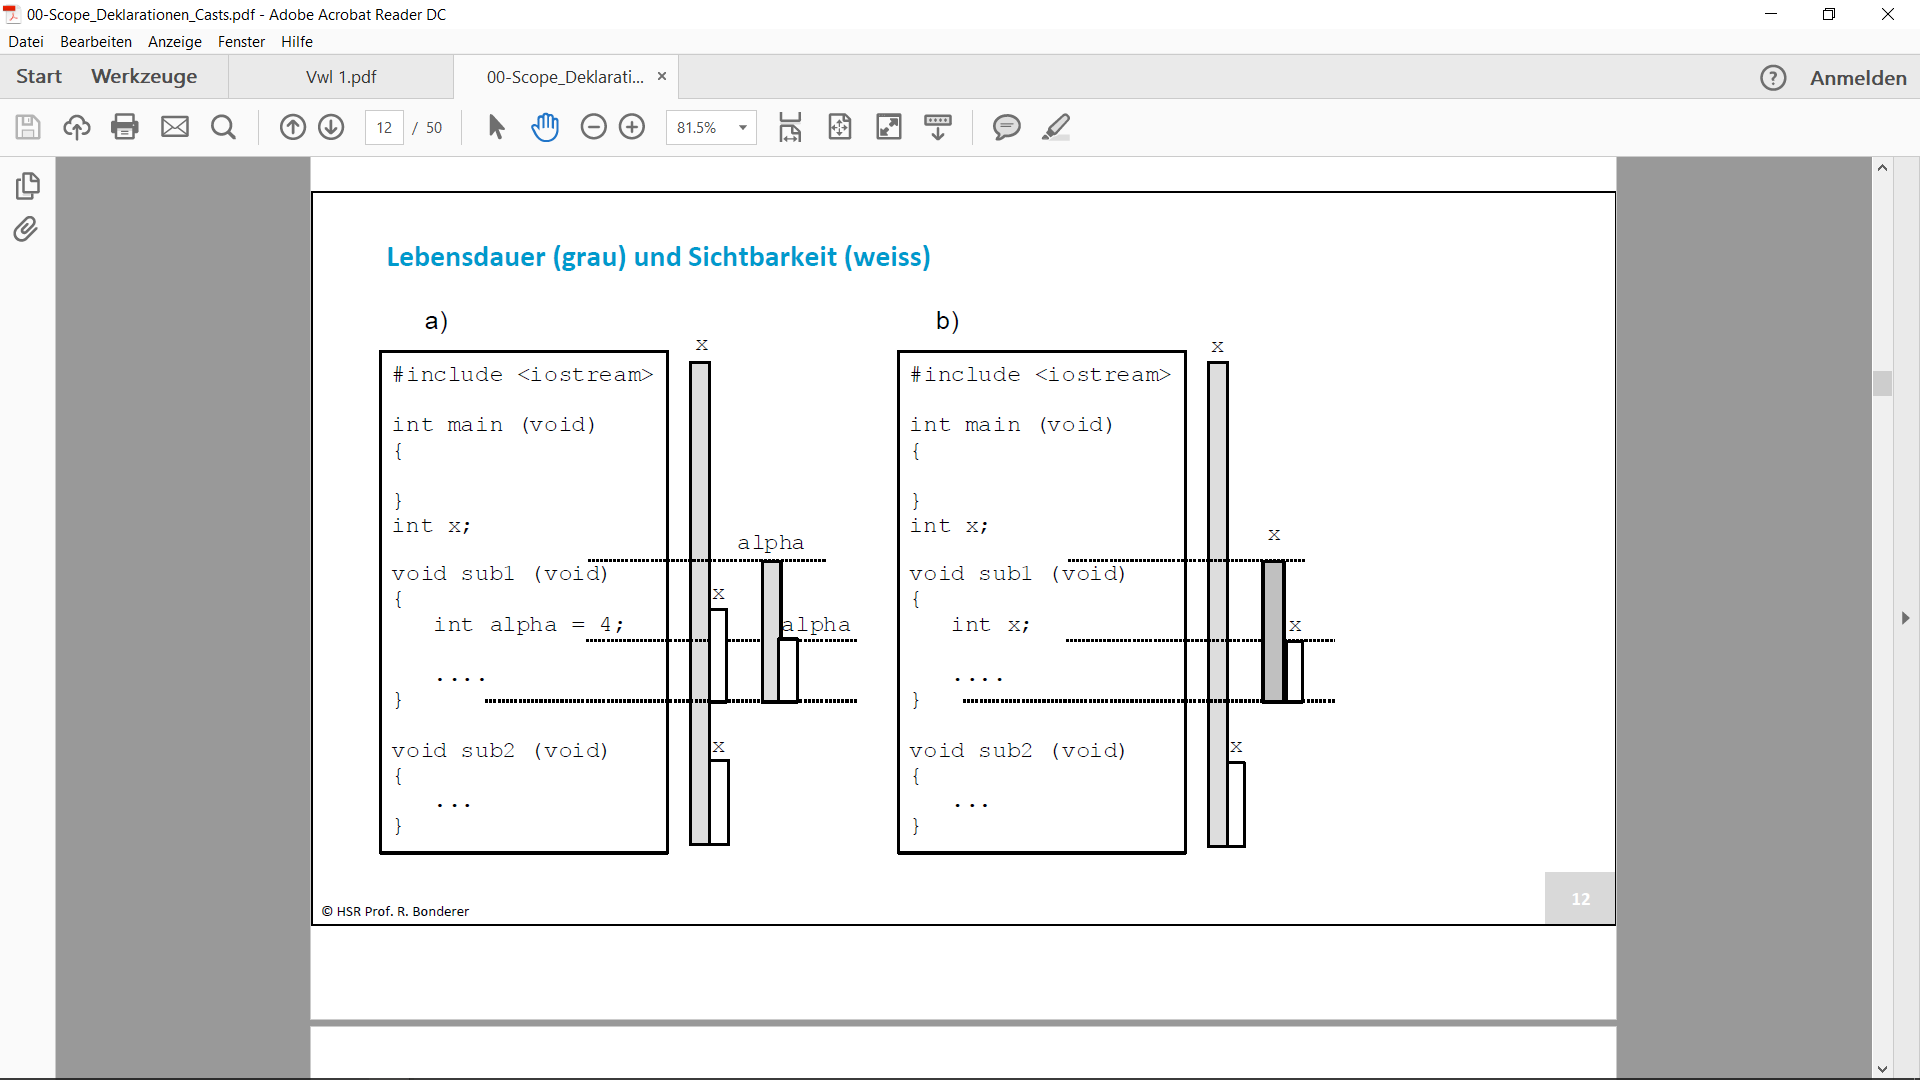 00-Scope_Deklarationen_Casts.pdf - Adobe Acrobat Reader DC
Datei Bearbeiten Anzeige Fenster Hilfe
Start Werkzeuge Vwl 1.pdf 00-Scope_Deklarati... Anmelden
12 / 50 81.5%
Lebensdauer (grau) und Sichtbarkeit (weiss)
a)
x
#include <iostream>
int main (void)
{
}
int x;
alpha
void sub1 (void)
{
x
int alpha = 4;
alpha
....
}
void sub2 (void)
x
{
...
}
b)
x
#include <iostream>
int main (void)
{
}
int x;
x
void sub1 (void)
{
int x;
x
....
}
void sub2 (void)
x
{
...
}
© HSR Prof. R. Bonderer
12